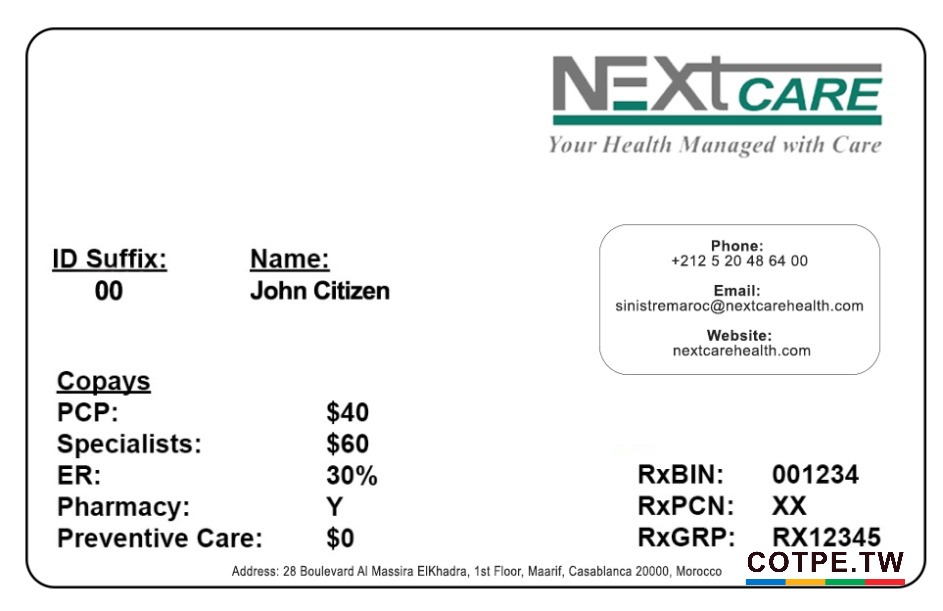 NEXtCARE
Your Health Managed with Care
ID Suffix: Name:
00 John Citizen
Phone:
+212 5 20 48 64 00
Email:
sinistremaroc@nextcarehealth.com
Website:
nextcarehealth.com
Copays
PCP: $40
Specialists: $60
ER: 30%
Pharmacy: Y
Preventive Care: $0
RxBIN: 001234
RxPCN: XX
RxGRP: RX12345
Address: 28 Boulevard Al Massira ElKhadra, 1st Floor, Maarif, Casablanca 20000, Morocco
COTPE.TW